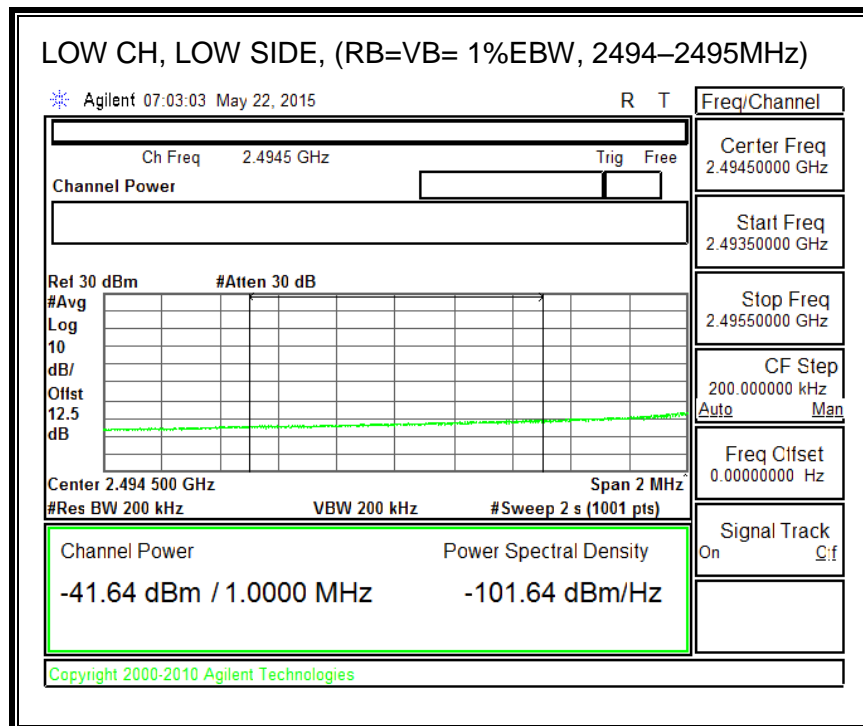 LOW CH, LOW SIDE, (RB=VB= 1%EBW, 2494–2495MHz)
Agilent 07:03:03 May 22, 2015 R T
Freq/Channel
Ch Freq 2.4945 GHz Trig Free
Channel Power
Center Freq
2.49450000 GHz
Start Freq
2.49350000 GHz
Stop Freq
2.49550000 GHz
CF Step
200.000000 kHz
Auto Man
Freq Offset
0.00000000 Hz
Signal Track
On Off
Ref 30 dBm #Atten 30 dB
#Avg
Log
10
dB/
Offst
12.5
dB
Center 2.494 500 GHz Span 2 MHz
#Res BW 200 kHz VBW 200 kHz #Sweep 2 s (1001 pts)
Channel Power Power Spectral Density
-41.64 dBm / 1.0000 MHz -101.64 dBm/Hz
Copyright 2000-2010 Agilent Technologies